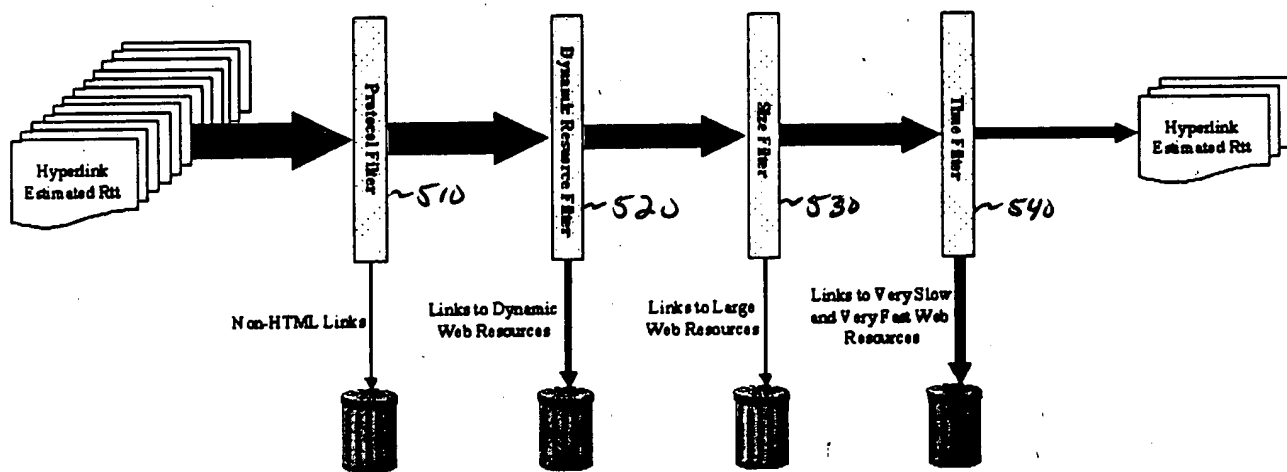 Hyperlink
Estimated Rtt
Protocol Filter
~510
Dynamic Resource Filter
~520
Size Filter
~530
Time Filter
~540
Hyperlink
Estimated Rtt
Non-HTML Links
Links to Dynamic
Web Resources
Links to Large
Web Resources
Links to Very Slow
and Very Fast Web
Resources